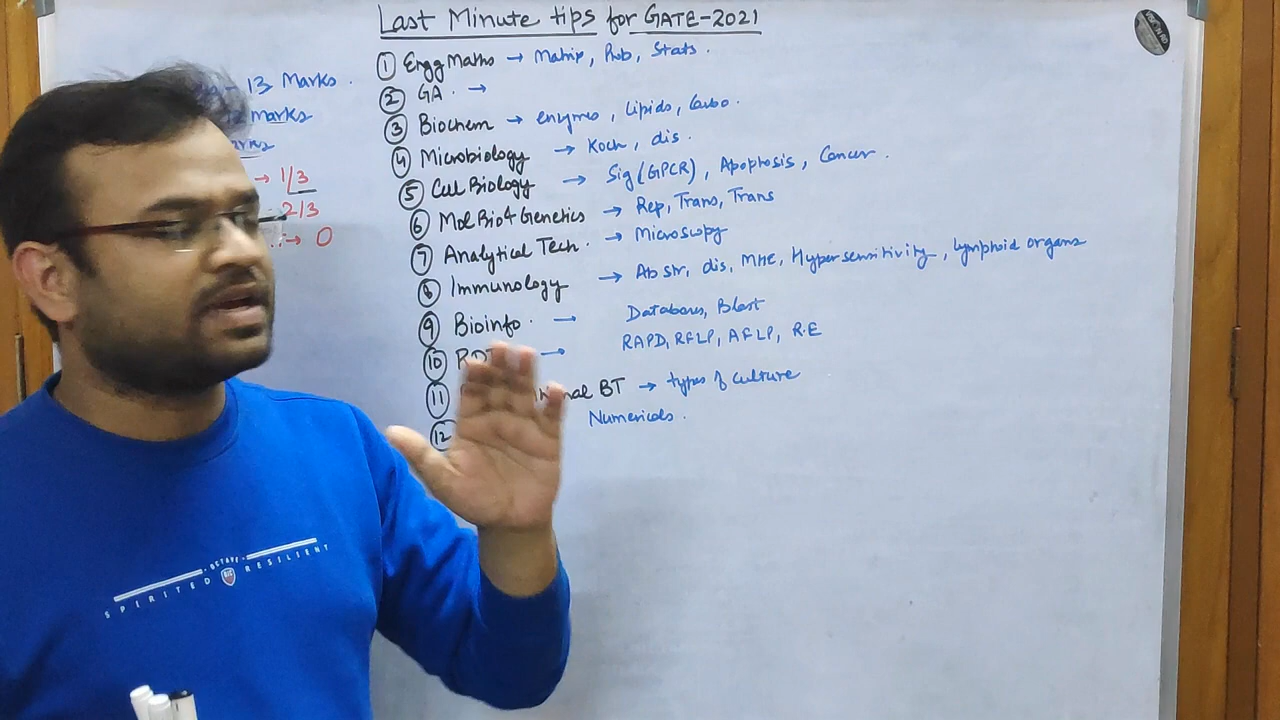 Last Minute tips for GATE-2021
① Engg Maths → Matrix, Prob, Stats.
② GA. →
③ Biochem → enzymes, Lipids, Carbo.
④ Microbiology → Koch, dis.
⑤ Cell Biology → Sig (GPCR), Apoptosis, Cancer.
⑥ Mol Bio & Genetics → Rep, Trans, Trans
⑦ Analytical Tech. → Microscopy
⑧ Immunology → Ab str, dis, MHC, Hypersensitivity, lymphoid organs
⑨ Bioinfo. → Databases, Blast
⑩ RDT → RAPD, RFLP, AFLP, R.E
⑪ BT → types of culture
⑫ Numericals.
- 13 Marks.
marks
→ 1/3
2/3
→ 0
OCTAVE
SPIRITED RESILIENT